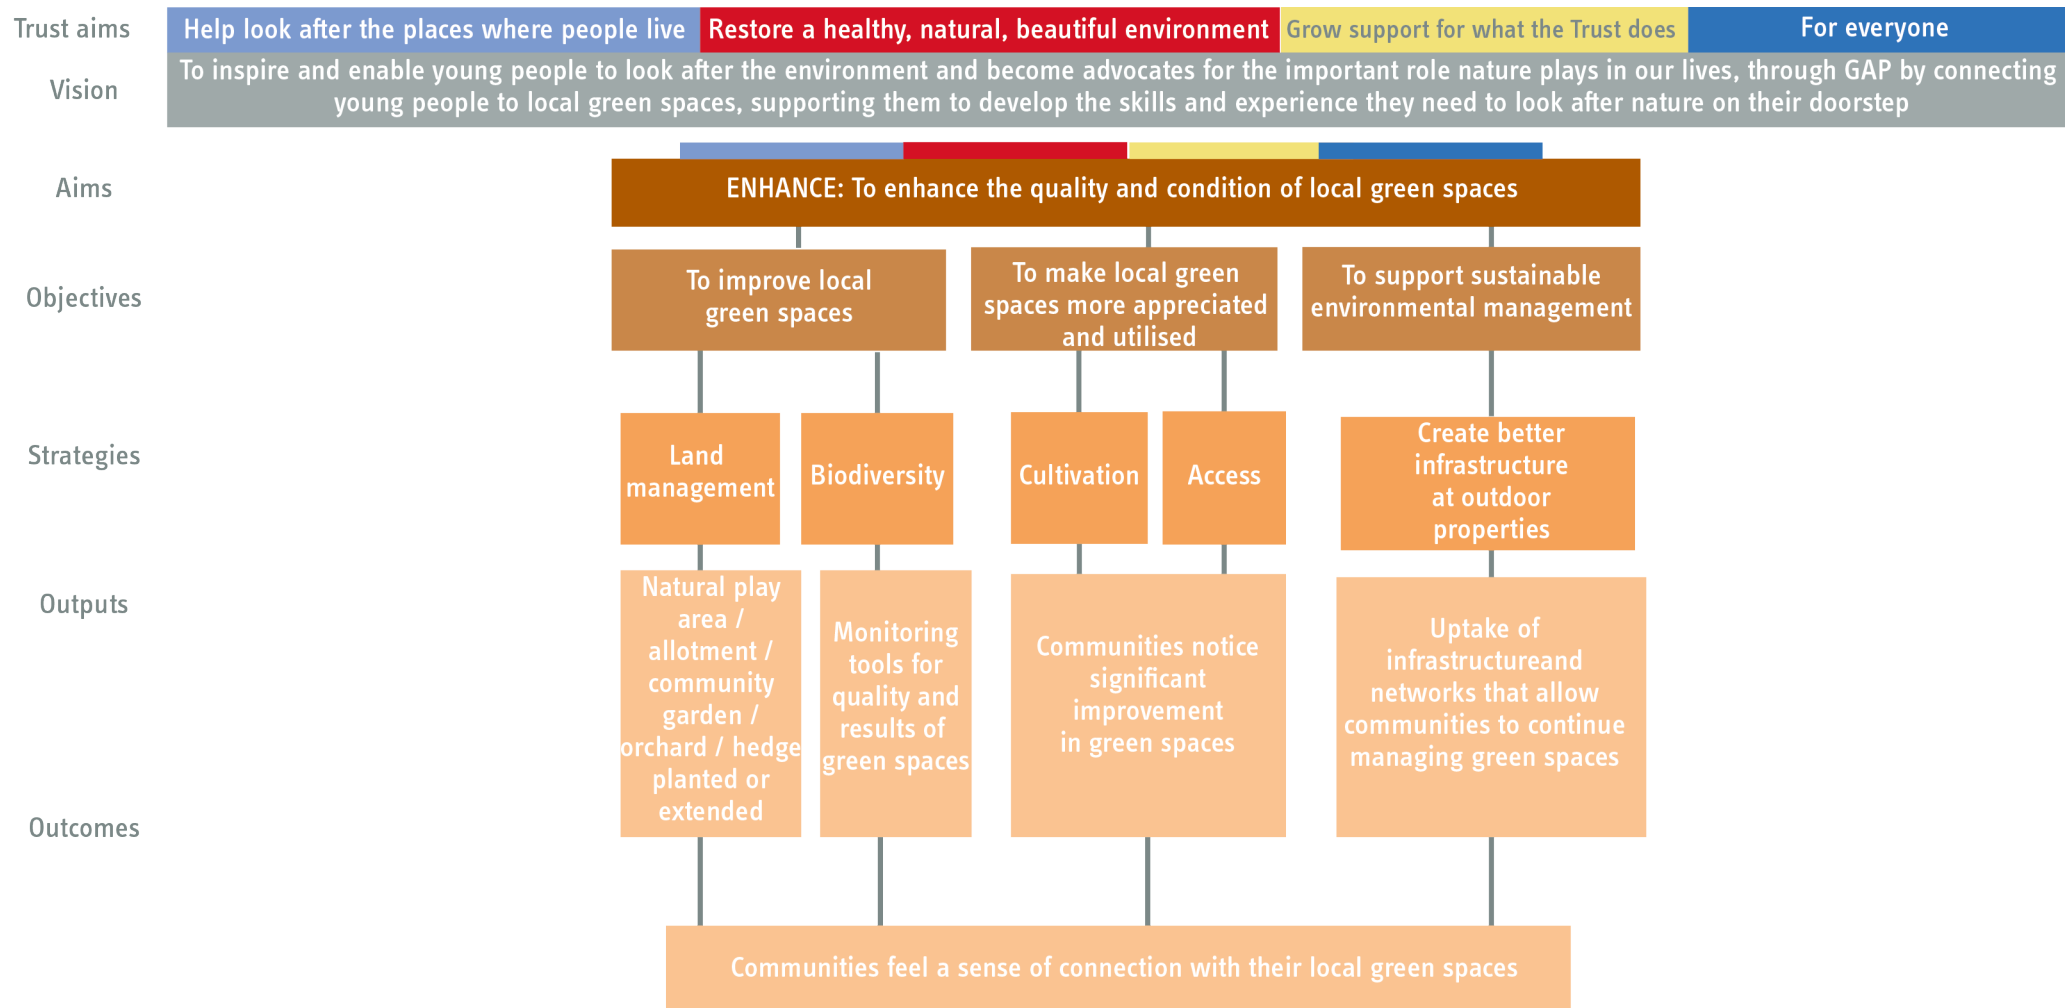 Trust aims
Help look after the places where people live
Restore a healthy, natural, beautiful environment
Grow support for what the Trust does
For everyone
Vision
To inspire and enable young people to look after the environment and become advocates for the important role nature plays in our lives, through GAP by connecting
young people to local green spaces, supporting them to develop the skills and experience they need to look after nature on their doorstep
Aims
ENHANCE: To enhance the quality and condition of local green spaces
Objectives
To improve local
green spaces
To make local green
spaces more appreciated
and utilised
To support sustainable
environmental management
Strategies
Land
management
Biodiversity
Cultivation
Access
Create better
infrastructure
at outdoor
properties
Outputs
Natural play
area /
allotment /
community
garden /
orchard / hedge
planted or
extended
Monitoring
tools for
quality and
results of
green spaces
Communities notice
significant
improvement
in green spaces
Uptake of
infrastructureand
networks that allow
communities to continue
managing green spaces
Outcomes
Communities feel a sense of connection with their local green spaces